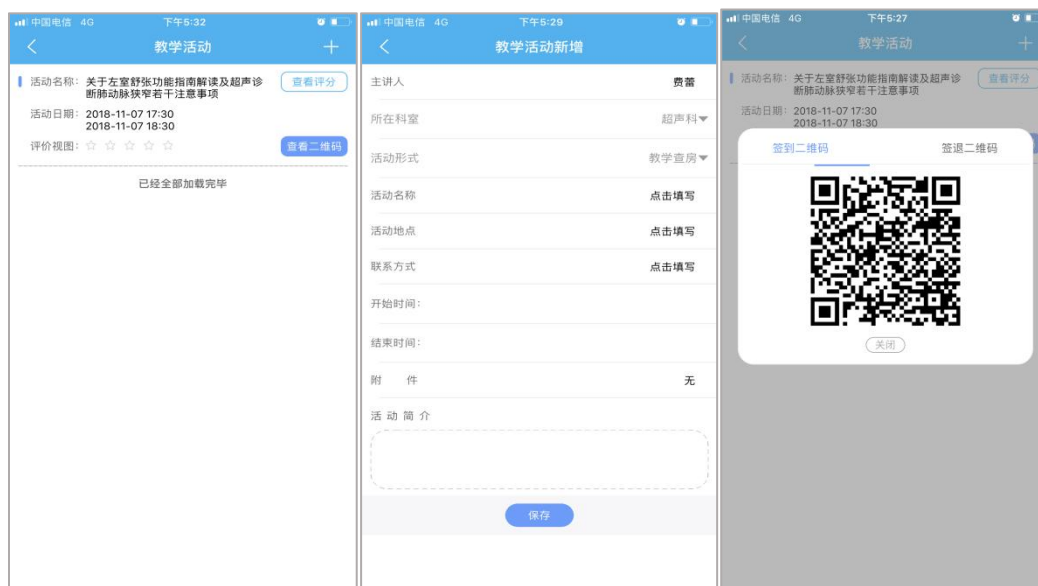 中国电信 4G 下午5:32
教学活动
活动名称: 关于左室舒张功能指南解读及超声诊
断肺动脉狭窄若干注意事项
查看评分
活动日期: 2018-11-07 17:30
2018-11-07 18:30
评价视图:
查看二维码
已经全部加载完毕
中国电信 4G 下午5:29
教学活动新增
主讲人 费蕾
所在科室 超声科
活动形式 教学查房
活动名称 点击填写
活动地点 点击填写
联系方式 点击填写
开始时间:
结束时间:
附 件 无
活 动 简 介
保存
中国电信 4G 下午5:27
教学活动
活动名称: 关于左室舒张功能指南解读及超声诊
断肺动脉狭窄若干注意事项
查看评分
活动日期: 2018-11-07 17:30
2018-11-07 18:30
签到二维码 签退二维码
关闭